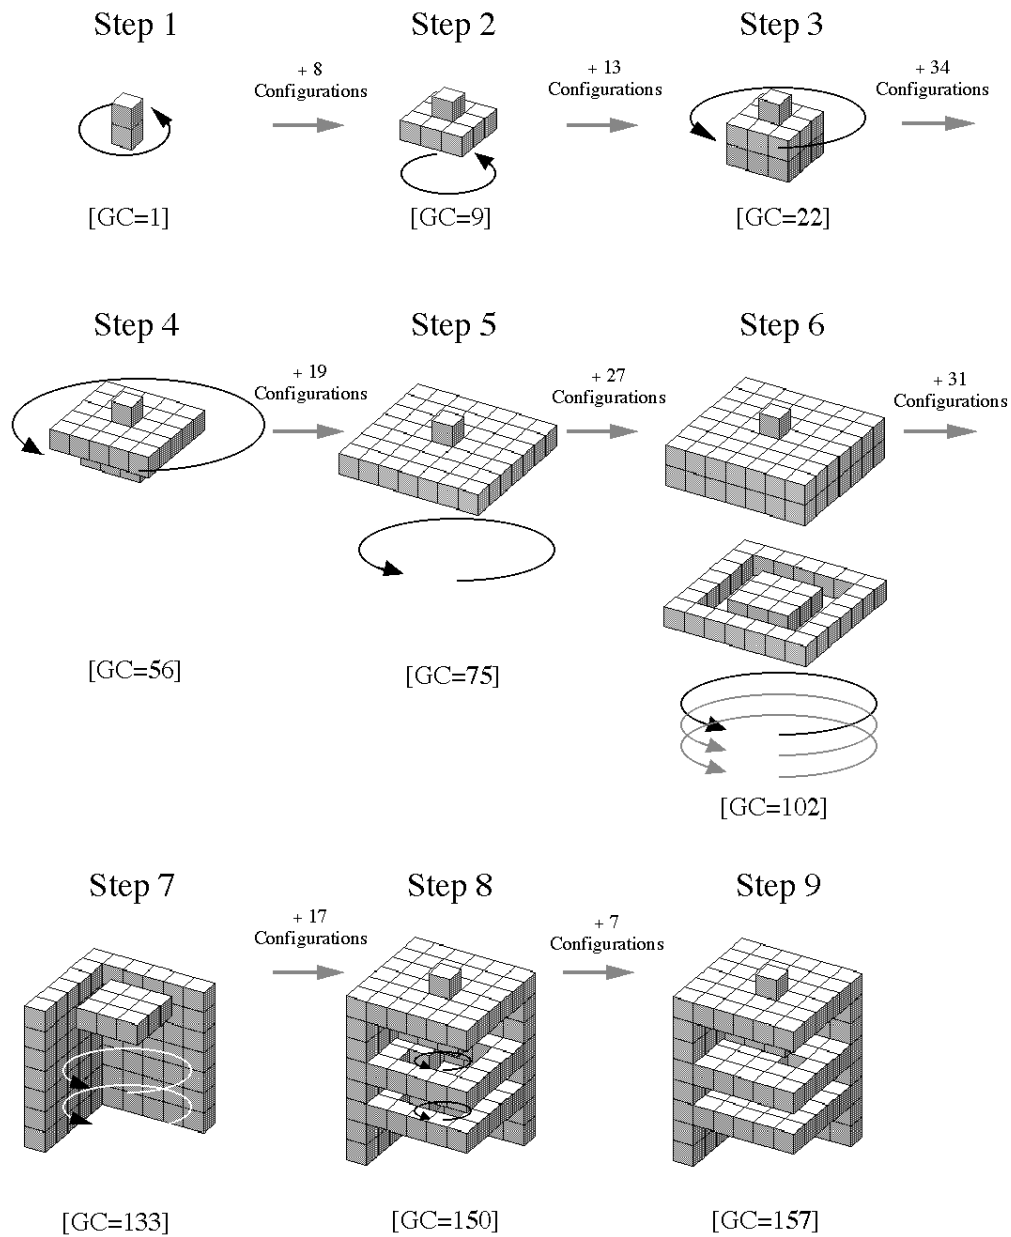 Step 1
Step 2
Step 3
+ 8
Configurations
+ 13
Configurations
+ 34
Configurations
[GC=1]
[GC=9]
[GC=22]
Step 4
Step 5
Step 6
+ 19
Configurations
+ 27
Configurations
+ 31
Configurations
[GC=56]
[GC=75]
[GC=102]
Step 7
Step 8
Step 9
+ 17
Configurations
+ 7
Configurations
[GC=133]
[GC=150]
[GC=157]